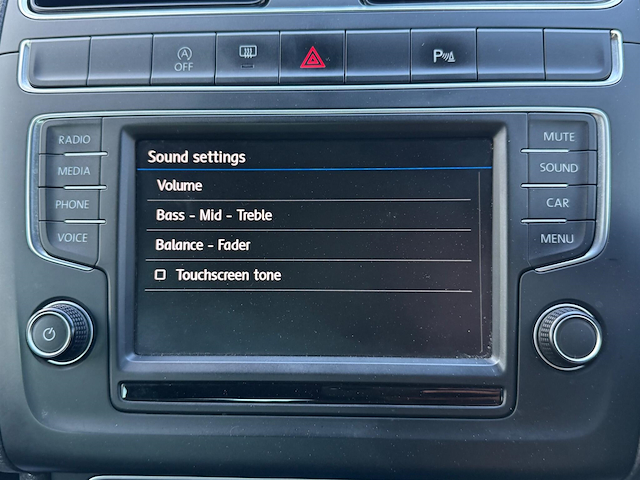 A
OFF
P
RADIO
MEDIA
PHONE
VOICE
Sound settings
Volume
Bass - Mid - Treble
Balance - Fader
Touchscreen tone
MUTE
SOUND
CAR
MENU